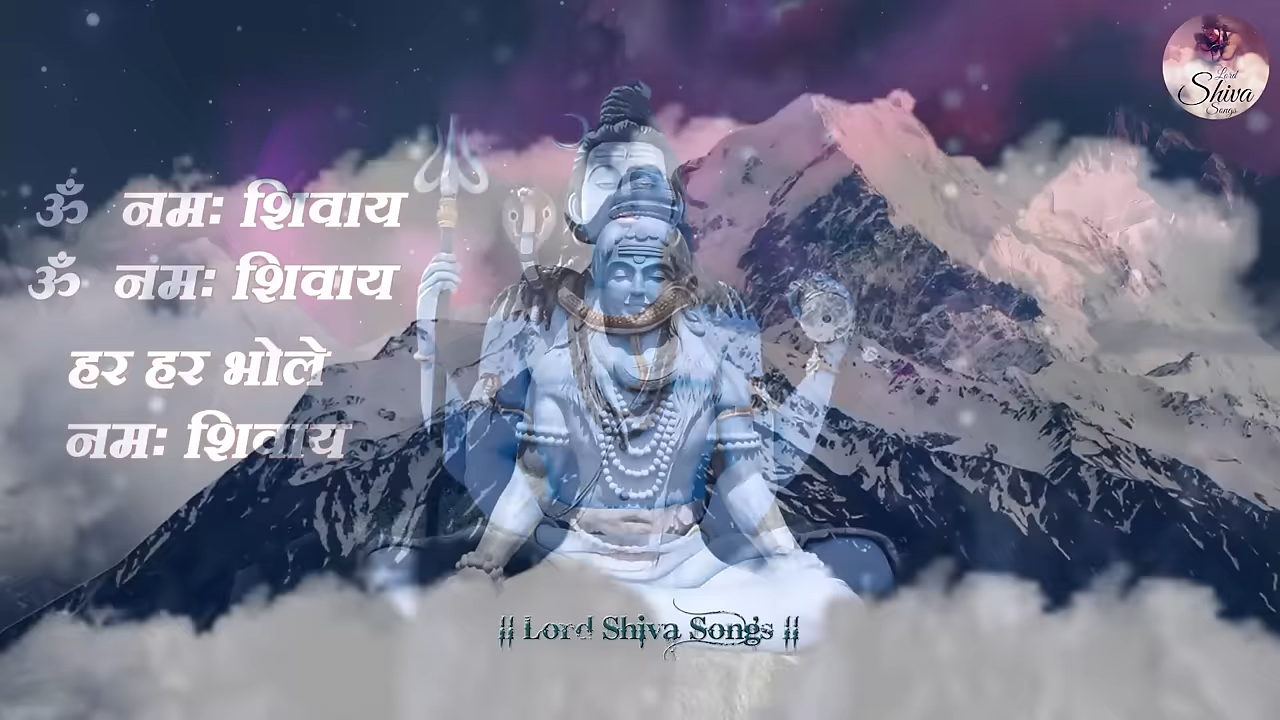 ॐ नमः शिवाय
ॐ नमः शिवाय
हर हर भोले
नमः शिवाय
|| Lord Shiva Songs ||
Lord
Shiva
Songs